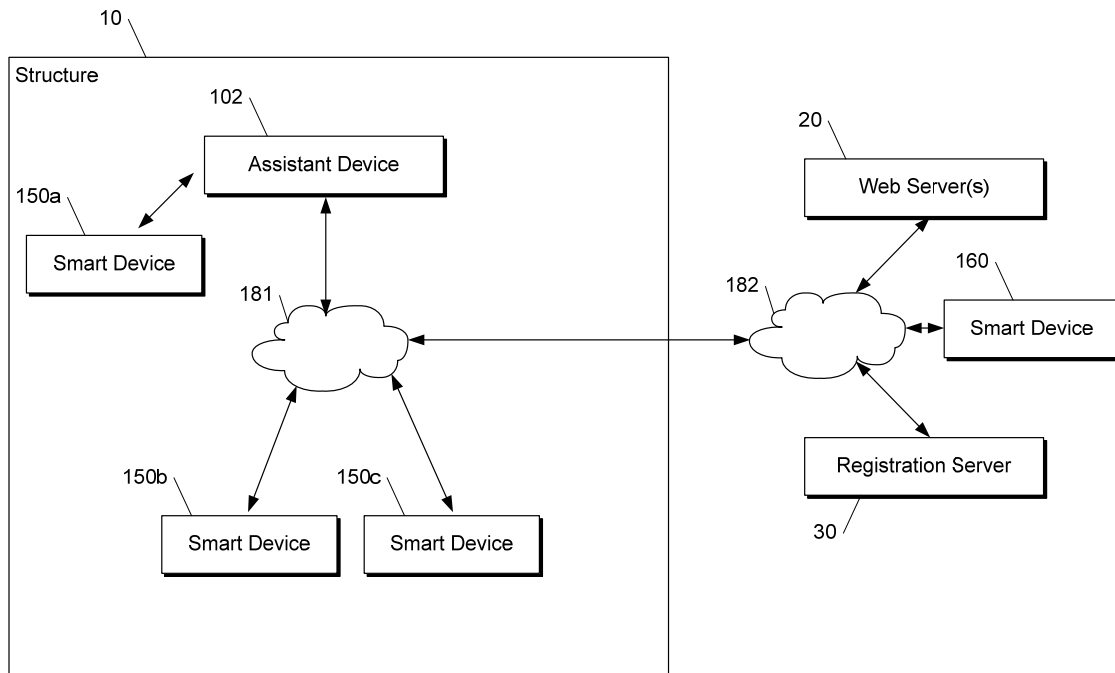 10
Structure
102
Assistant Device
150a
Smart Device
181
150b
Smart Device
150c
Smart Device
20
Web Server(s)
182
160
Smart Device
Registration Server
30